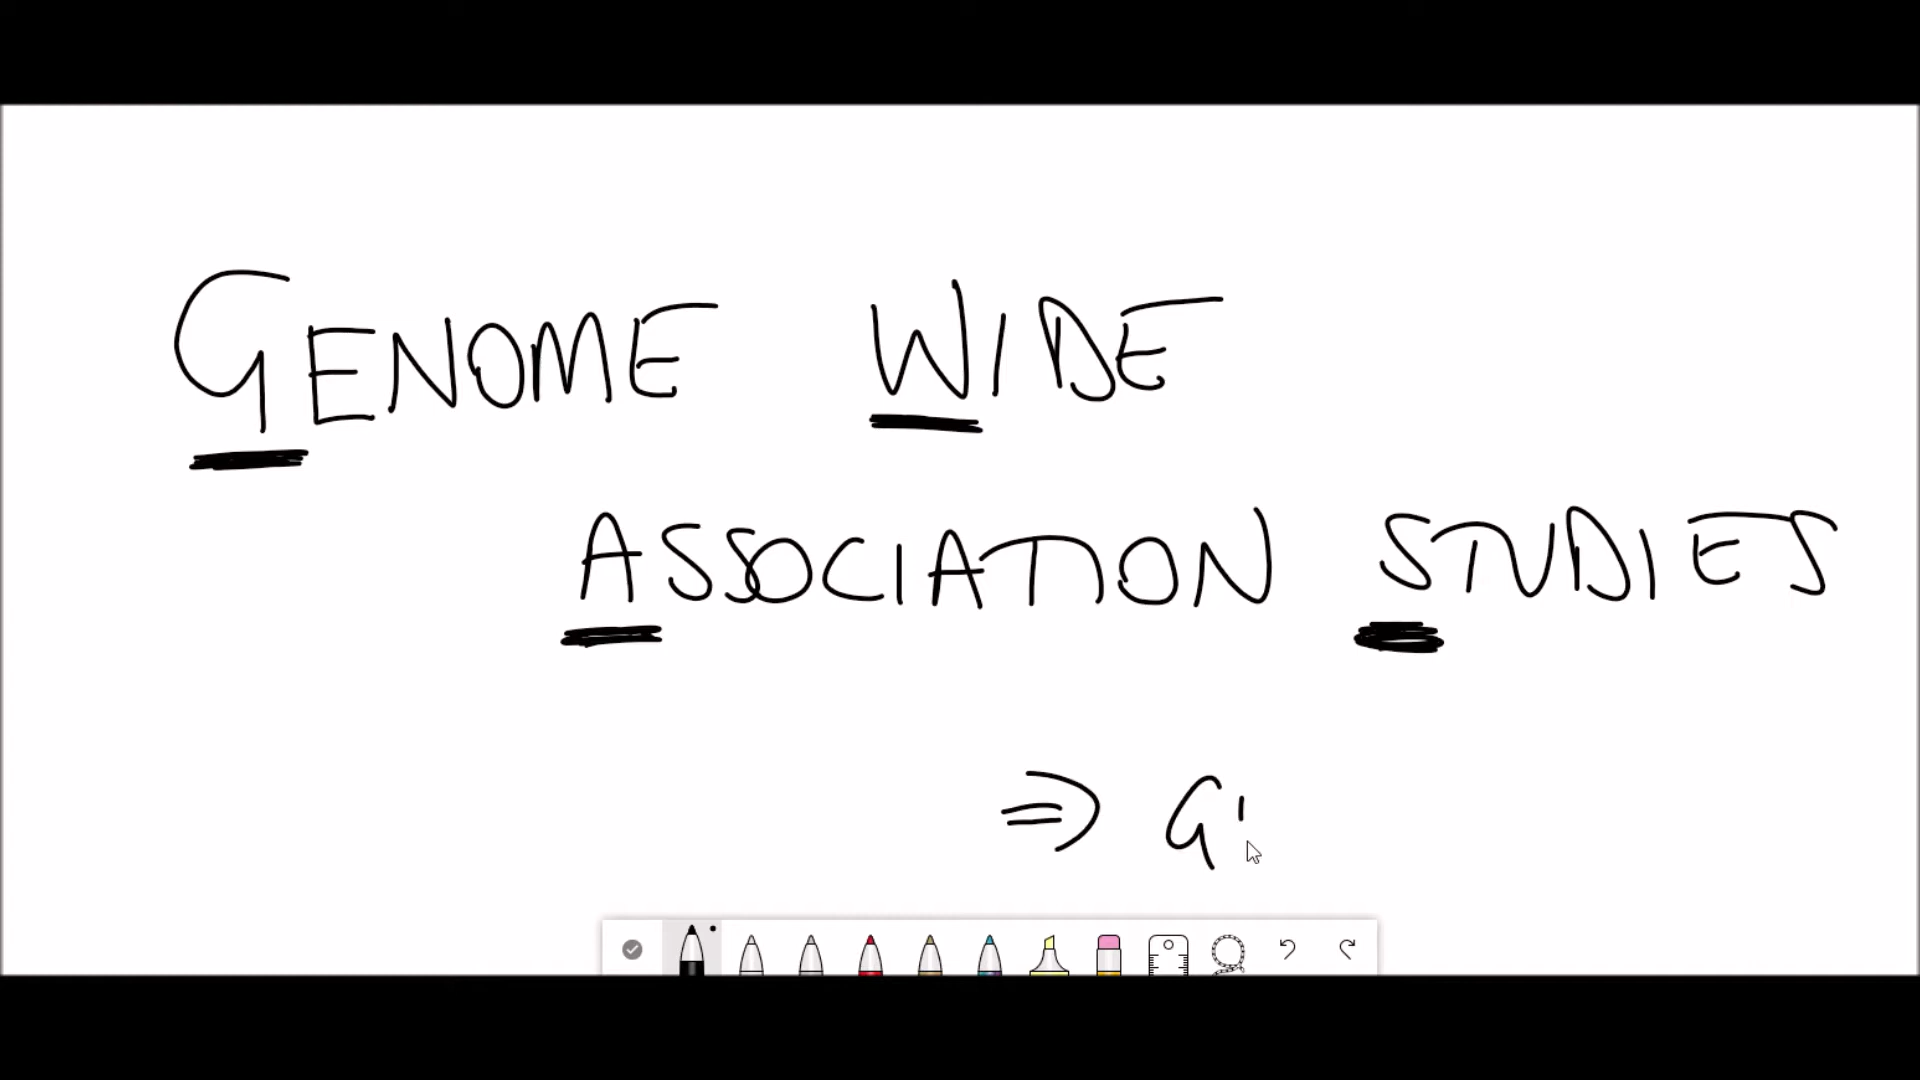 GENOME WIDE
ASSOCIATION STUDIES
⇒ G